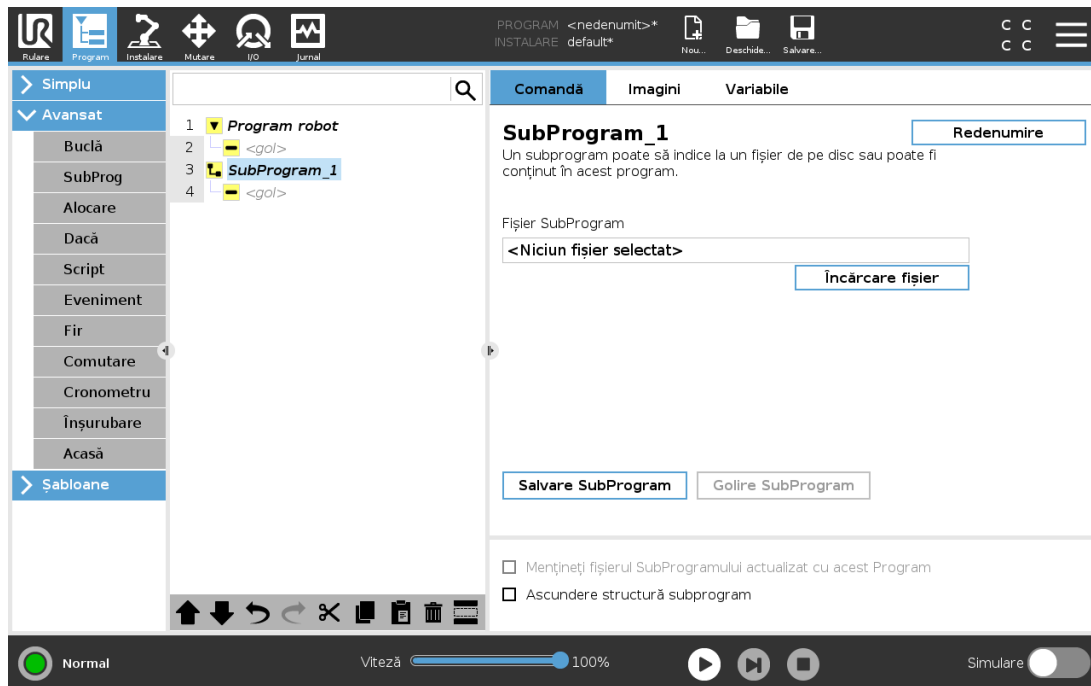 PROGRAM <nedenumit>*
INSTALARE default*
Rulare Program Instalare Mutare I/O Jurnal Nou... Deschide... Salvare...
C C
C C
Simplu
Avansat
Buclă
SubProg
Alocare
Dacă
Script
Eveniment
Fir
Comutare
Cronometru
Înșurubare
Acasă
Șabloane
1 Program robot
2 <gol>
3 SubProgram_1
4 <gol>
Comandă Imagini Variabile
SubProgram_1 Redenumire
Un subprogram poate să indice la un fișier de pe disc sau poate fi
conținut în acest program.
Fișier SubProgram
<Niciun fișier selectat>
Încărcare fișier
Salvare SubProgram Golire SubProgram
Mențineți fișierul SubProgramului actualizat cu acest Program
Ascundere structură subprogram
Normal Viteză 100% Simulare